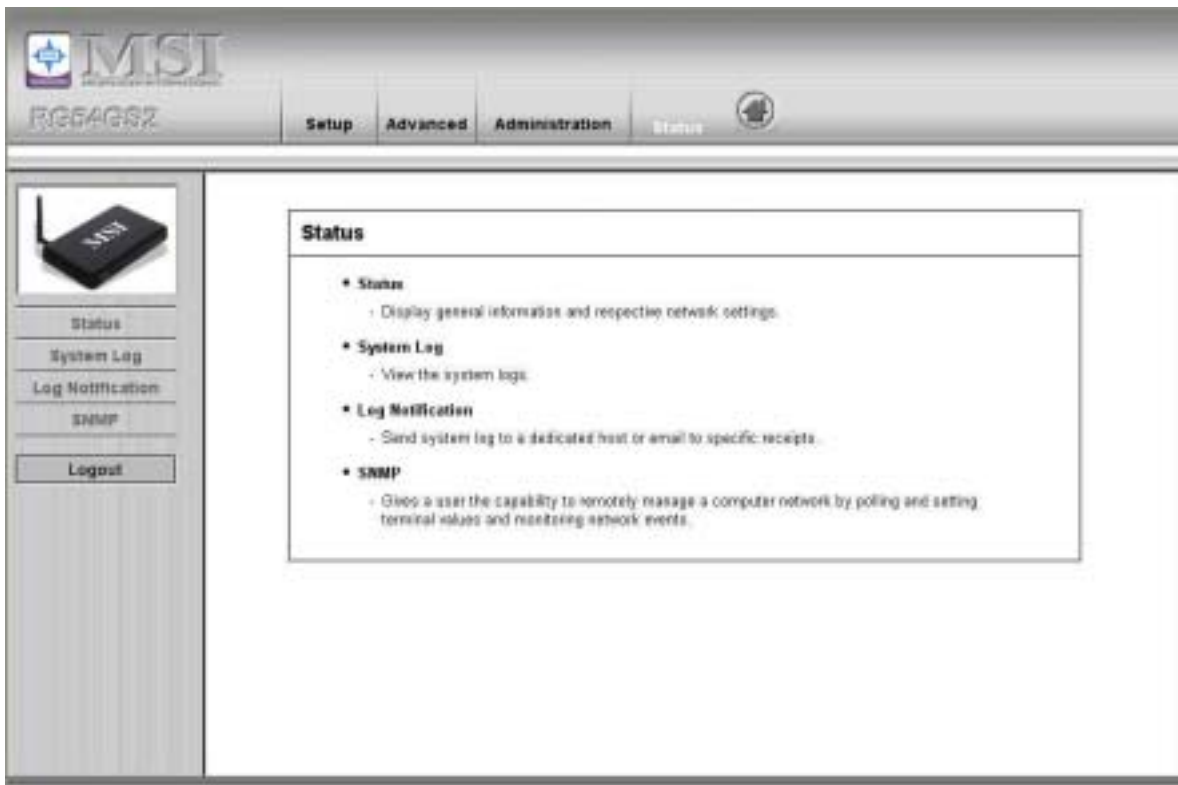 MSI
RG54GS2
Setup
Advanced
Administration
Status
MSI
Status
System Log
Log Notification
SNMP
Logout
Status
• Status
- Display general information and respective network settings.
• System Log
- View the system logs.
• Log Notification
- Send system log to a dedicated host or email to specific receipts.
• SNMP
- Gives a user the capability to remotely manage a computer network by polling and setting
terminal values and monitoring network events.